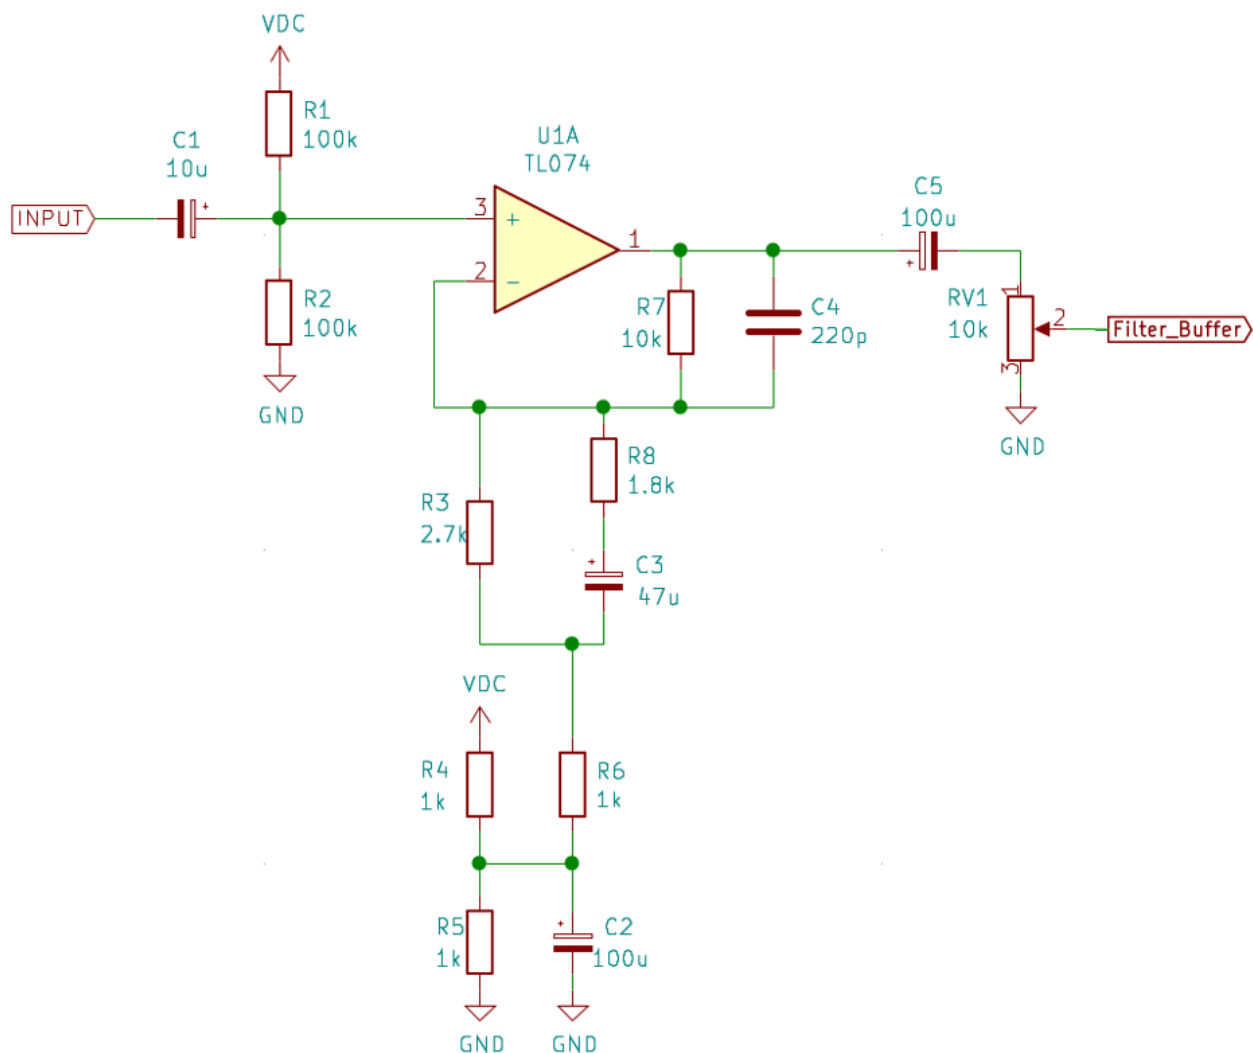 VDC
R1
100k
C1
10u
INPUT
R2
100k
GND
U1A
TL074
3
+
2
−
1
R7
10k
C4
220p
C5
100u
RV1
10k
1
2
3
Filter_Buffer
GND
R8
1.8k
R3
2.7k
C3
47u
VDC
R4
1k
R6
1k
R5
1k
C2
100u
GND
GND